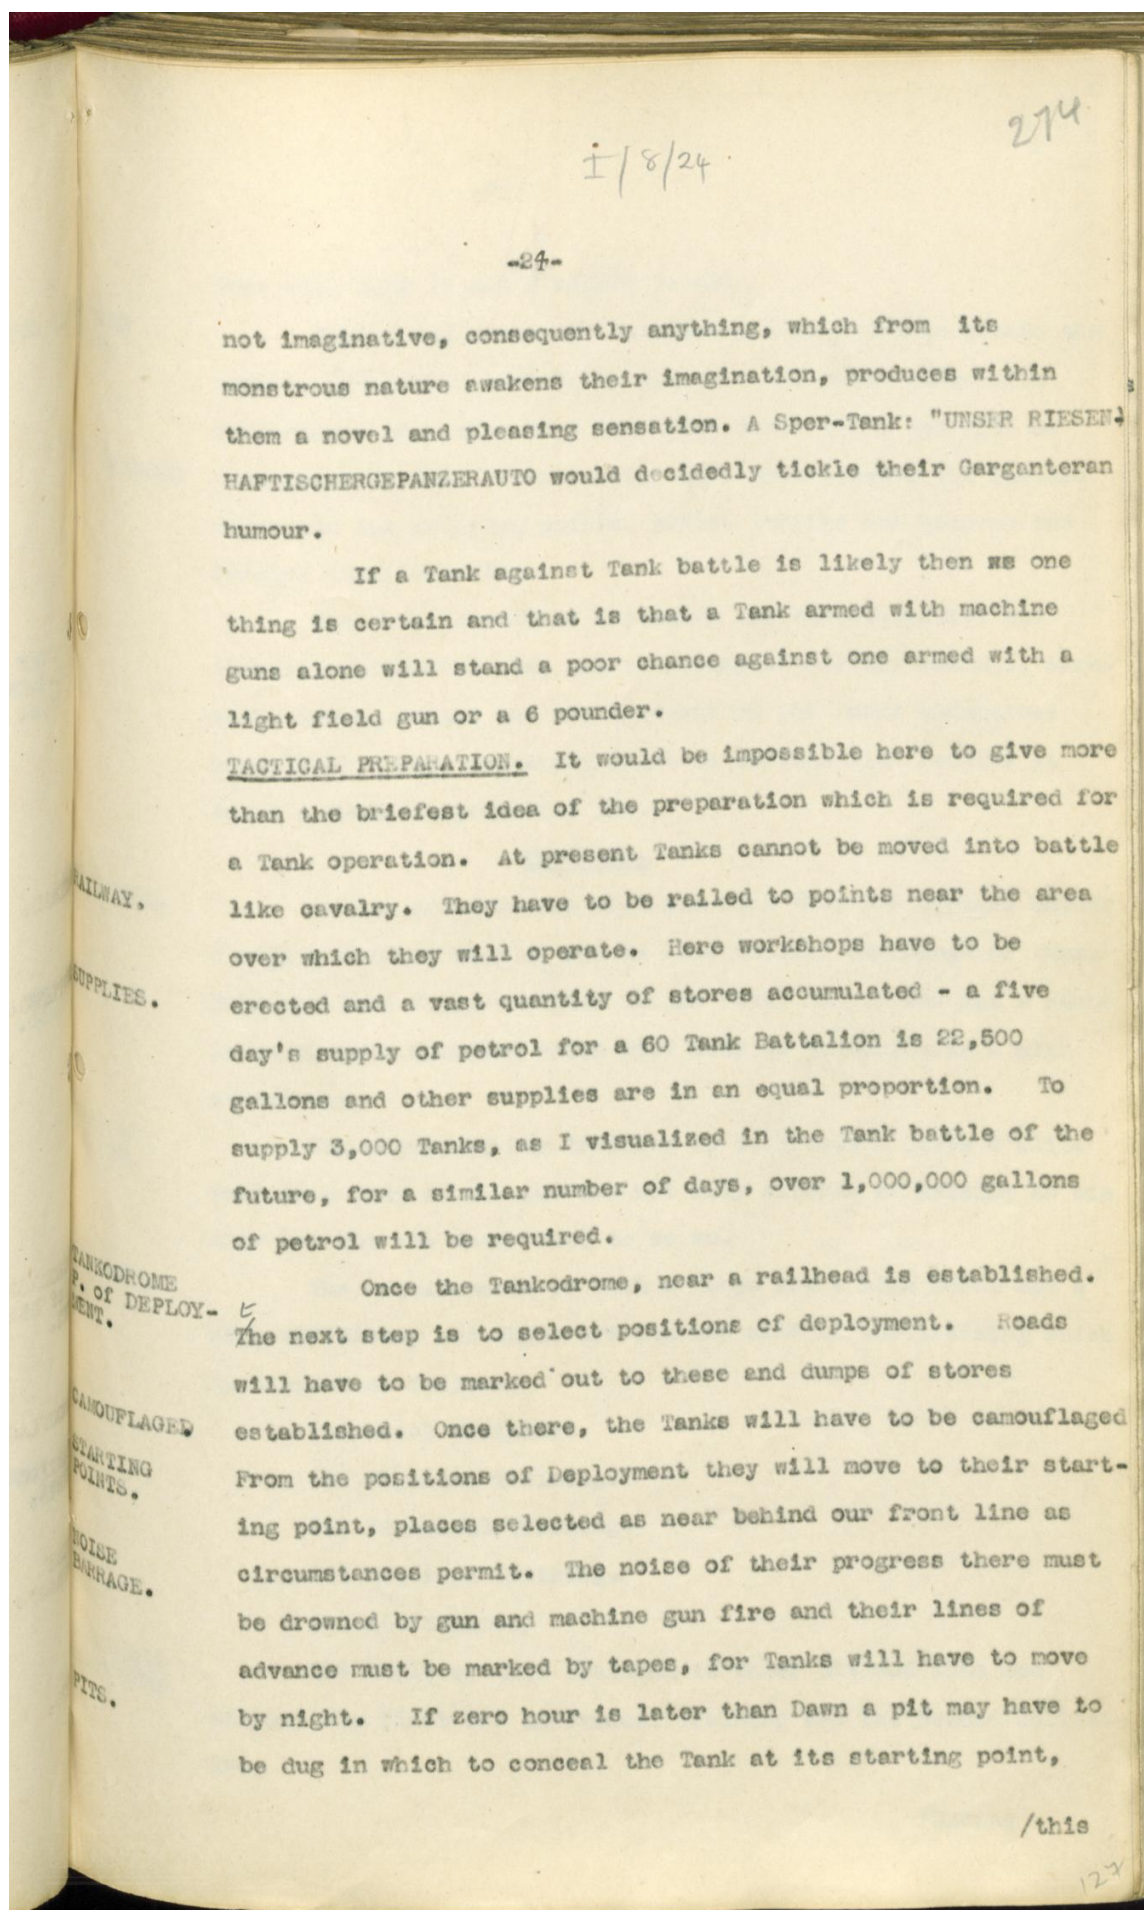 274
I/8/24
-24-
not imaginative, consequently anything, which from its
monstrous nature awakens their imagination, produces within
them a novel and pleasing sensation. A Sper-Tank: "UNSER RIESEN-
HAFTISCHERGEPANZERAUTO would decidedly tickle their Garganteran
humour.
If a Tank against Tank battle is likely then one
thing is certain and that is that a Tank armed with machine
guns alone will stand a poor chance against one armed with a
light field gun or a 6 pounder.
TACTICAL PREPARATION. It would be impossible here to give more
than the briefest idea of the preparation which is required for
a Tank operation. At present Tanks cannot be moved into battle
RAILWAY.
like cavalry. They have to be railed to points near the area
over which they will operate. Here workshops have to be
SUPPLIES.
erected and a vast quantity of stores accumulated - a five
day's supply of petrol for a 60 Tank Battalion is 22,500
gallons and other supplies are in an equal proportion. To
supply 3,000 Tanks, as I visualized in the Tank battle of the
future, for a similar number of days, over 1,000,000 gallons
of petrol will be required.
TANKODROME
P. of DEPLOY-
MENT.
Once the Tankodrome, near a railhead is established.
t
The next step is to select positions of deployment. Roads
will have to be marked out to these and dumps of stores
CAMOUFLAGED
established. Once there, the Tanks will have to be camouflaged
STARTING
POINTS.
From the positions of Deployment they will move to their start-
ing point, places selected as near behind our front line as
NOISE
BARRAGE.
circumstances permit. The noise of their progress there must
be drowned by gun and machine gun fire and their lines of
advance must be marked by tapes, for Tanks will have to move
PITS.
by night. If zero hour is later than Dawn a pit may have to
be dug in which to conceal the Tank at its starting point,
/this
127